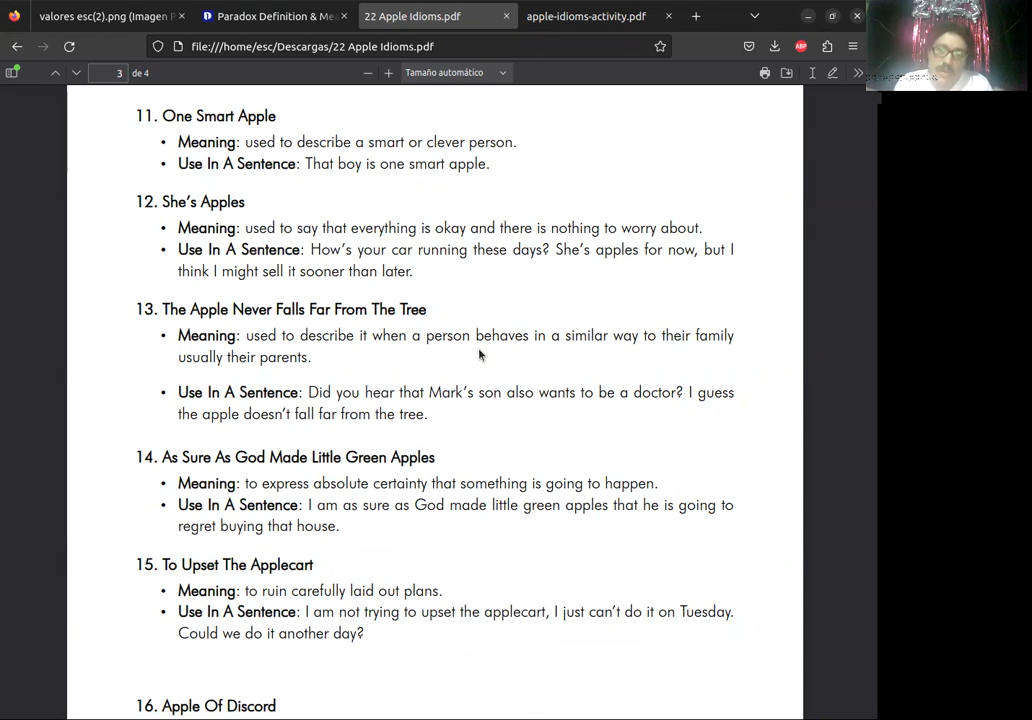 valores esc(2).png (Imagen P
Paradox Definition & Me
22 Apple Idioms.pdf
apple-idioms-activity.pdf
file:///home/esc/Descargas/22 Apple Idioms.pdf
ABP
3 de 4
Tamaño automático
11. One Smart Apple
• Meaning: used to describe a smart or clever person.
• Use In A Sentence: That boy is one smart apple.
12. She's Apples
• Meaning: used to say that everything is okay and there is nothing to worry about.
• Use In A Sentence: How's your car running these days? She's apples for now, but I
think I might sell it sooner than later.
13. The Apple Never Falls Far From The Tree
• Meaning: used to describe it when a person behaves in a similar way to their family
usually their parents.
• Use In A Sentence: Did you hear that Mark's son also wants to be a doctor? I guess
the apple doesn't fall far from the tree.
14. As Sure As God Made Little Green Apples
• Meaning: to express absolute certainty that something is going to happen.
• Use In A Sentence: I am as sure as God made little green apples that he is going to
regret buying that house.
15. To Upset The Applecart
• Meaning: to ruin carefully laid out plans.
• Use In A Sentence: I am not trying to upset the applecart, I just can't do it on Tuesday.
Could we do it another day?
16. Apple Of Discord